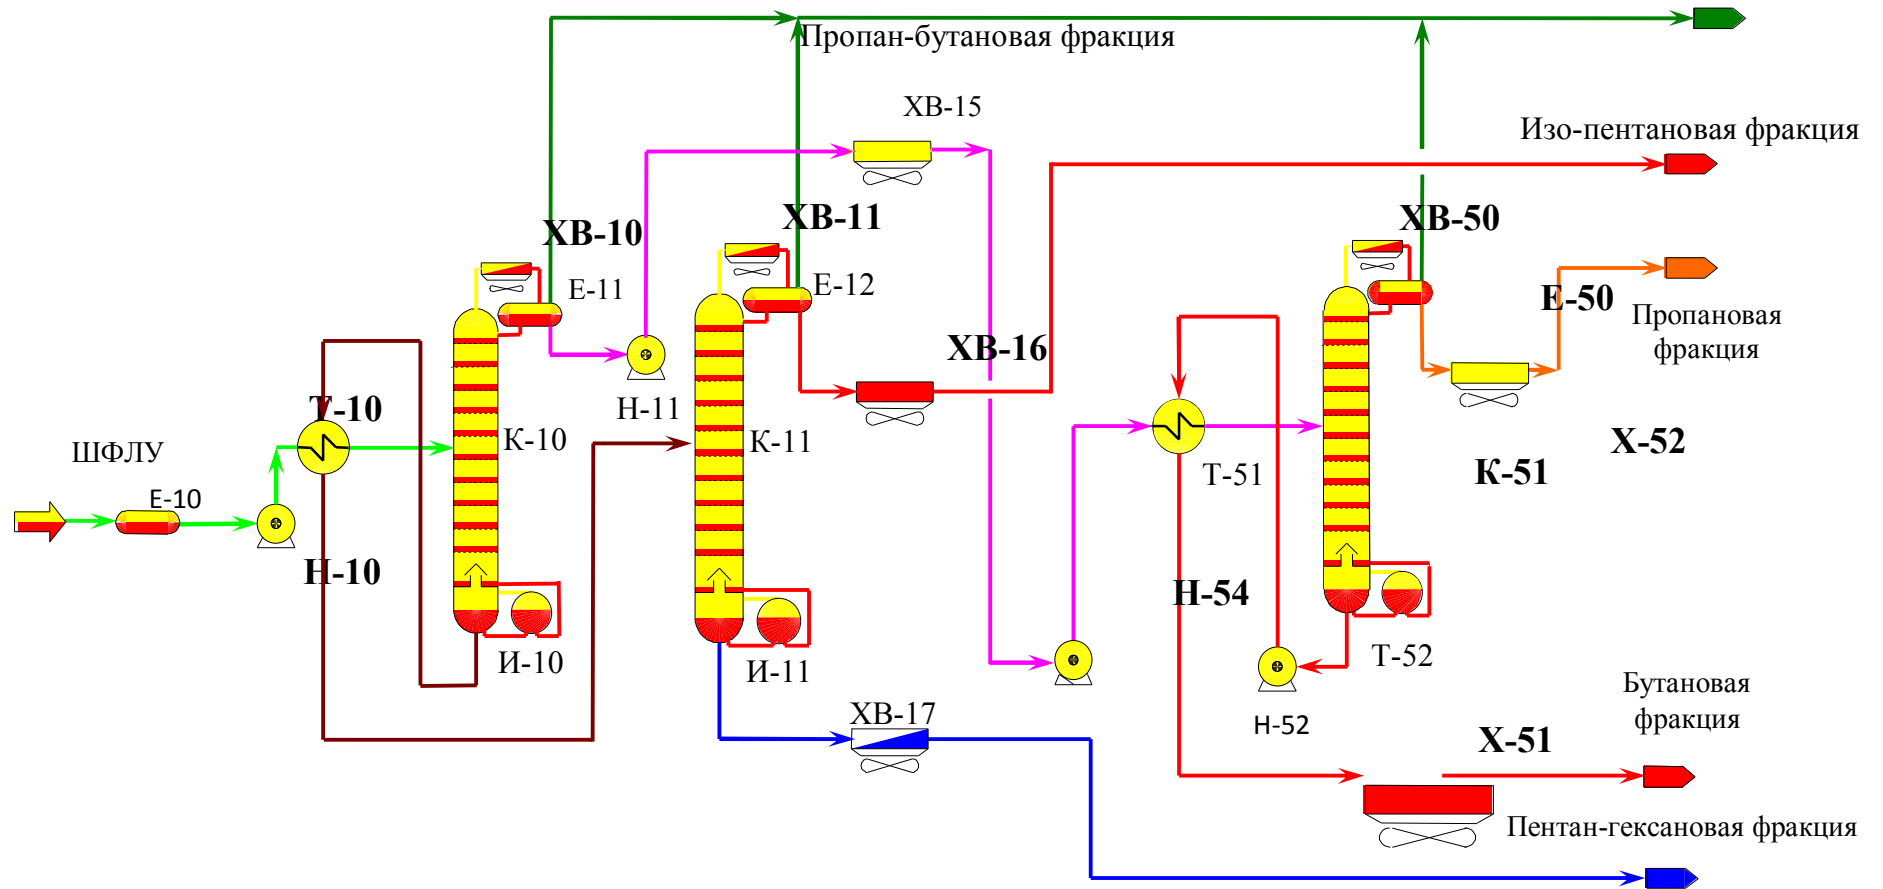 Пропан-бутановая фракция
ХВ-15
Изо-пентановая фракция
ХВ-10
ХВ-11
ХВ-50
Е-11
Е-12
Е-50
Пропановая
фракция
ХВ-16
Т-10
Н-11
К-10
К-11
ШФЛУ
Е-10
Т-51
К-51
Х-52
Н-10
Н-54
И-10
И-11
Т-52
ХВ-17
Н-52
Бутановая
фракция
Х-51
Пентан-гексановая фракция